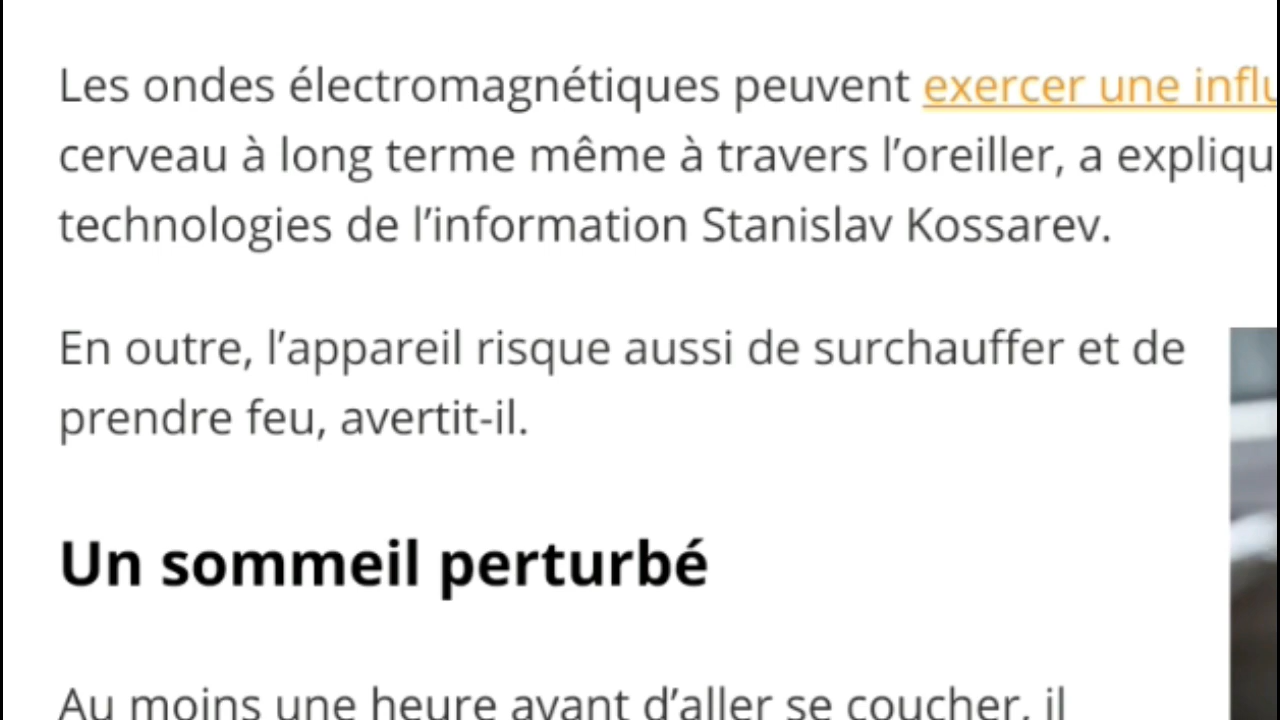 Les ondes électromagnétiques peuvent exercer une influ
cerveau à long terme même à travers l’oreiller, a expliqu
technologies de l’information Stanislav Kossarev.
En outre, l’appareil risque aussi de surchauffer et de
prendre feu, avertit-il.
Un sommeil perturbé
Au moins une heure avant d’aller se coucher, il